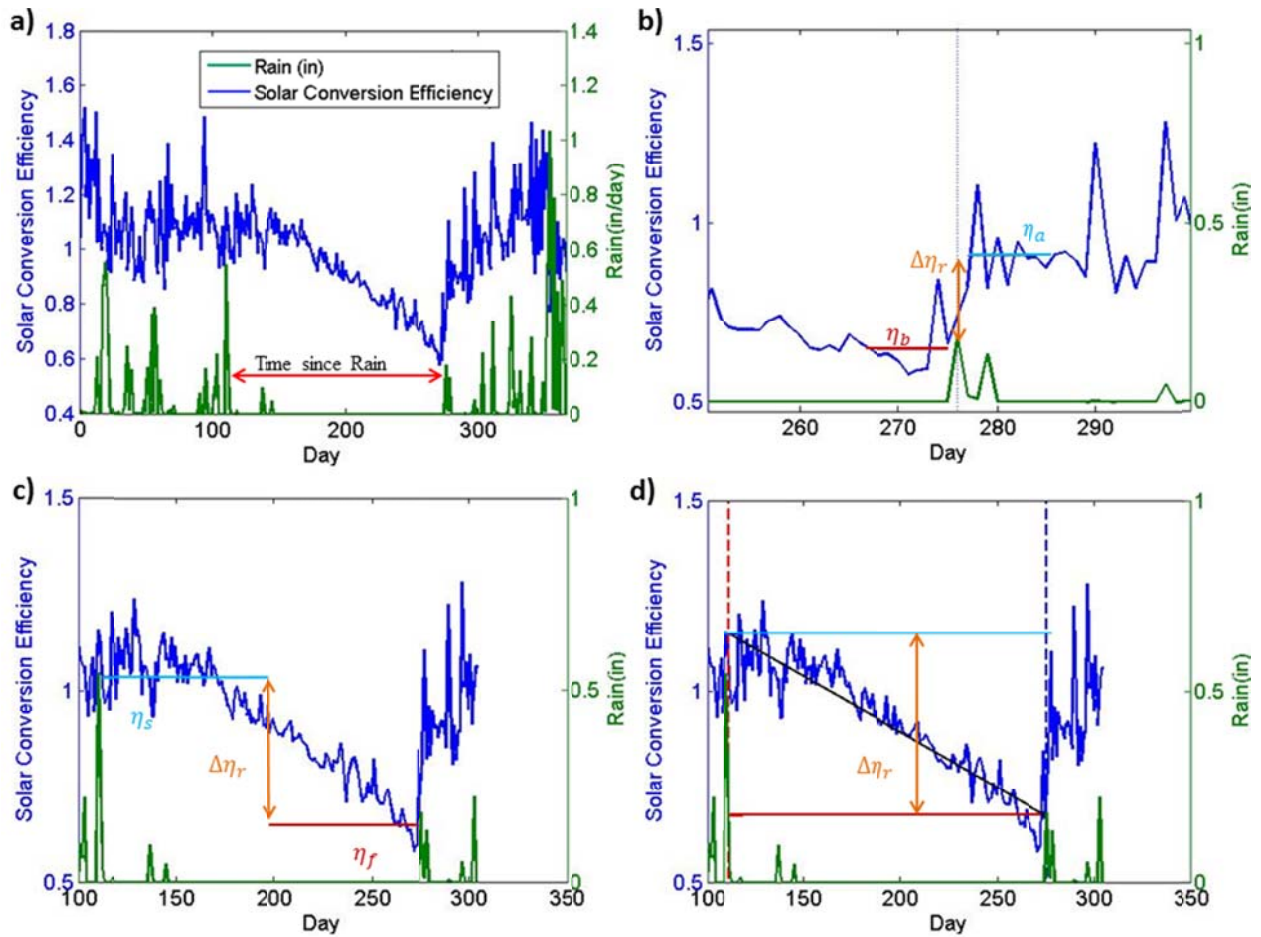 a)
1.8
1.6
1.4
1.2
1
0.8
0.6
0.4
Solar Conversion Efficiency
Rain (in)
Solar Conversion Efficiency
Time since Rain
0
100
200
300
Day
1.4
1.2
1
0.8
0.6
0.4
0.2
0
Rain(in/day)
b)
1.5
1
0.5
Solar Conversion Efficiency
Δηr
ηa
ηb
260
270
280
290
Day
1
0.5
0
Rain(in)
c)
1.5
1
0.5
Solar Conversion Efficiency
ηs
Δηr
ηf
100
150
200
250
300
350
Day
1
0.5
0
Rain(in)
d)
1.5
1
0.5
Solar Conversion Efficiency
Δηr
100
150
200
250
300
350
Day
1
0.5
0
Rain(in)